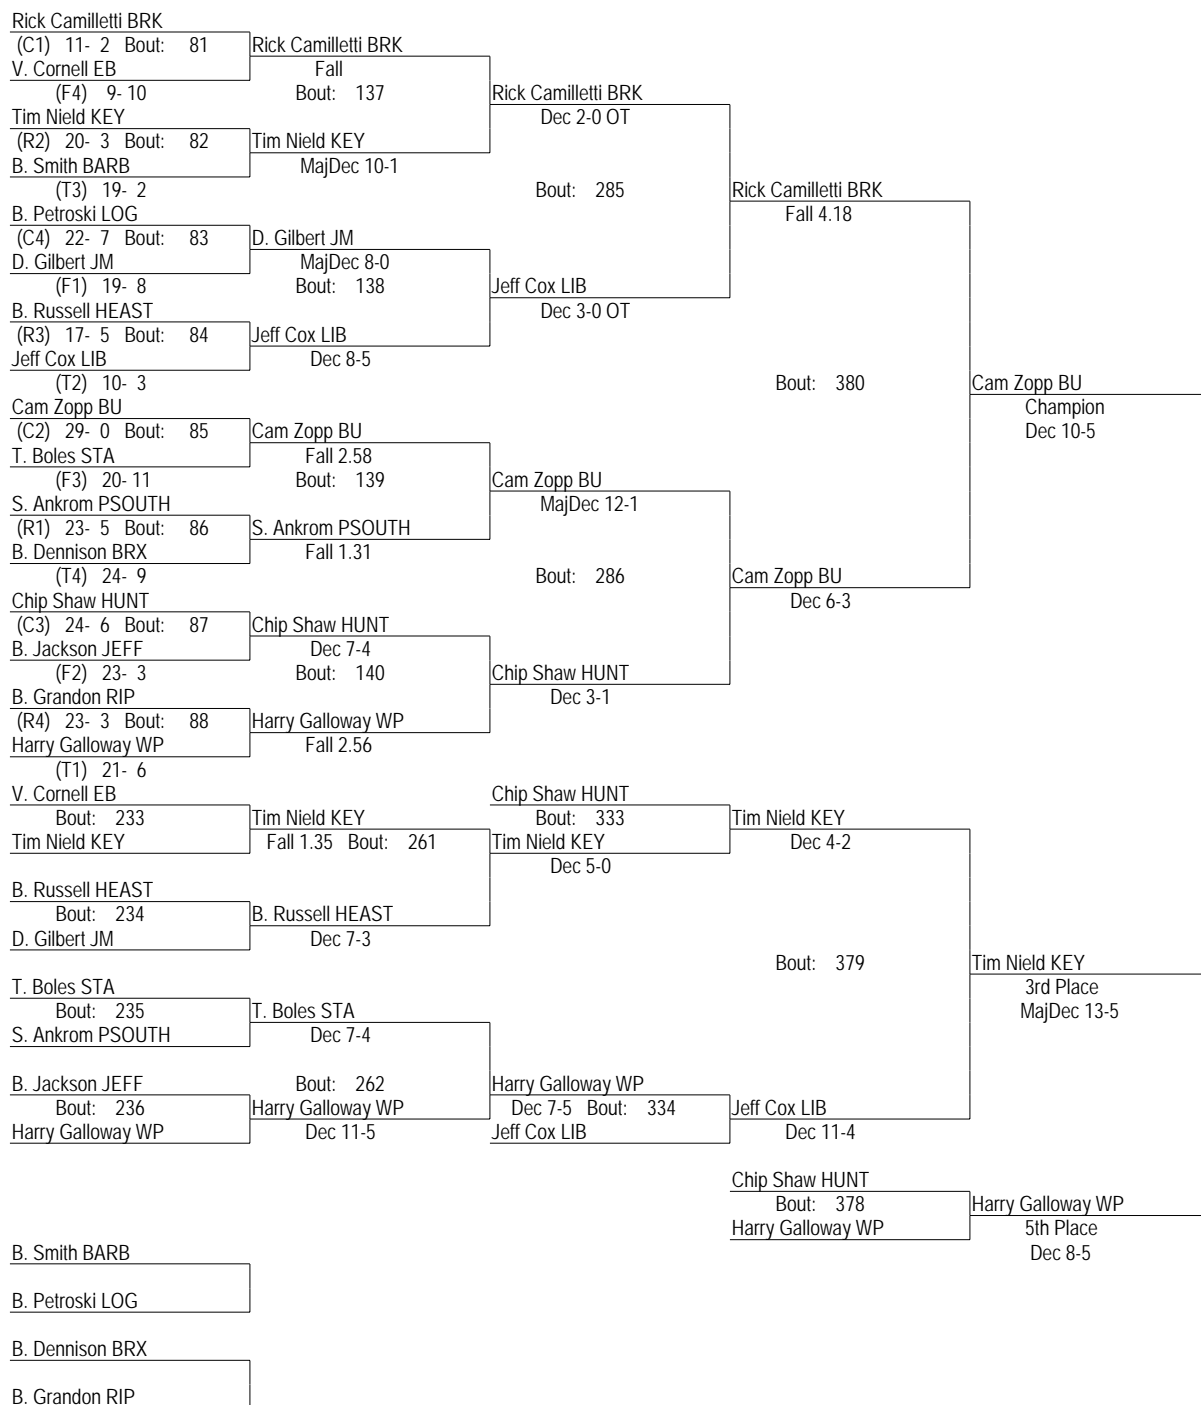 Rick Camilletti BRK
(C1) 11- 2 Bout: 81 Rick Camilletti BRK
V. Cornell EB Fall
(F4) 9- 10 Bout: 137 Rick Camilletti BRK
Tim Nield KEY Dec 2-0 OT
(R2) 20- 3 Bout: 82 Tim Nield KEY
B. Smith BARB MajDec 10-1
(T3) 19- 2 Bout: 285 Rick Camilletti BRK
B. Petroski LOG Fall 4.18
(C4) 22- 7 Bout: 83 D. Gilbert JM
D. Gilbert JM MajDec 8-0
(F1) 19- 8 Bout: 138 Jeff Cox LIB
B. Russell HEAST Dec 3-0 OT
(R3) 17- 5 Bout: 84 Jeff Cox LIB
Jeff Cox LIB Dec 8-5
(T2) 10- 3 Bout: 380 Cam Zopp BU
Cam Zopp BU Champion
(C2) 29- 0 Bout: 85 Cam Zopp BU Dec 10-5
T. Boles STA Fall 2.58
(F3) 20- 11 Bout: 139 Cam Zopp BU
S. Ankrom PSOUTH MajDec 12-1
(R1) 23- 5 Bout: 86 S. Ankrom PSOUTH
B. Dennison BRX Fall 1.31
(T4) 24- 9 Bout: 286 Cam Zopp BU
Chip Shaw HUNT Dec 6-3
(C3) 24- 6 Bout: 87 Chip Shaw HUNT
B. Jackson JEFF Dec 7-4
(F2) 23- 3 Bout: 140 Chip Shaw HUNT
B. Grandon RIP Dec 3-1
(R4) 23- 3 Bout: 88 Harry Galloway WP
Harry Galloway WP Fall 2.56
(T1) 21- 6
V. Cornell EB Chip Shaw HUNT
Bout: 233 Tim Nield KEY Bout: 333 Tim Nield KEY
Tim Nield KEY Fall 1.35 Bout: 261 Tim Nield KEY Dec 4-2
Dec 5-0
B. Russell HEAST
Bout: 234 B. Russell HEAST
D. Gilbert JM Dec 7-3
Bout: 379 Tim Nield KEY
T. Boles STA 3rd Place
Bout: 235 T. Boles STA MajDec 13-5
S. Ankrom PSOUTH Dec 7-4
B. Jackson JEFF Bout: 262 Harry Galloway WP
Bout: 236 Harry Galloway WP Dec 7-5 Bout: 334 Jeff Cox LIB
Harry Galloway WP Dec 11-5 Jeff Cox LIB Dec 11-4
Chip Shaw HUNT
Bout: 378 Harry Galloway WP
Harry Galloway WP 5th Place
B. Smith BARB Dec 8-5
B. Petroski LOG
B. Dennison BRX
B. Grandon RIP